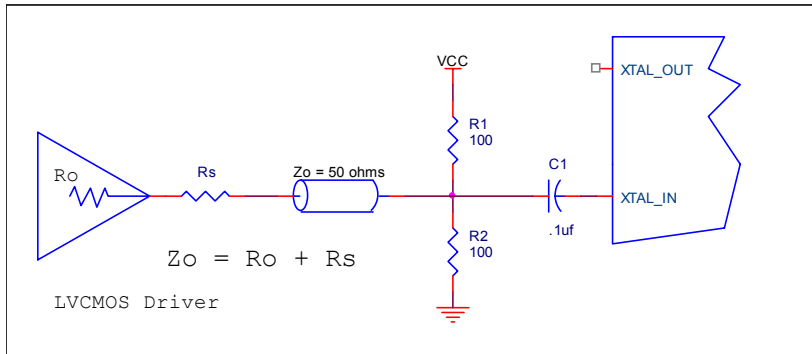 VCC
XTAL_OUT
R1
100
Ro
Rs
Zo = 50 ohms
C1
XTAL_IN
.1uf
R2
100
Zo = Ro + Rs
LVCMOS Driver